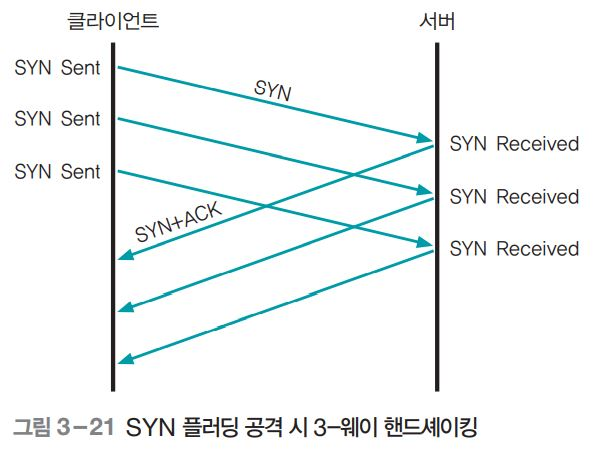 클라이언트
서버
SYN Sent
SYN
SYN Sent
SYN Received
SYN Sent
SYN Received
SYN+ACK
SYN Received
그림 3-21 SYN 플러딩 공격 시 3-웨이 핸드셰이킹